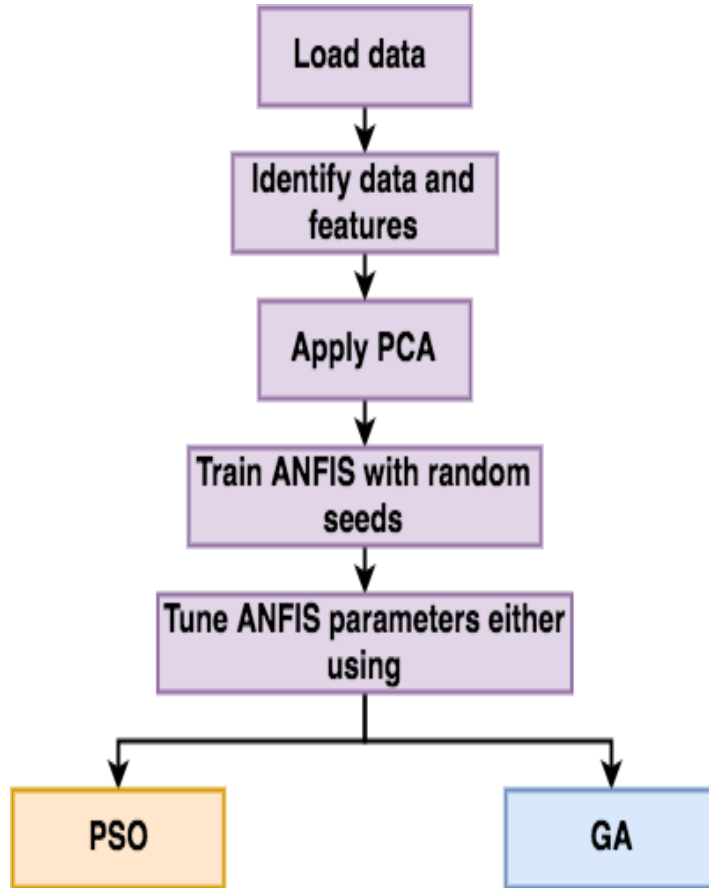 Load data
Identify data and
features
Apply PCA
Train ANFIS with random
seeds
Tune ANFIS parameters either
using
PSO
GA